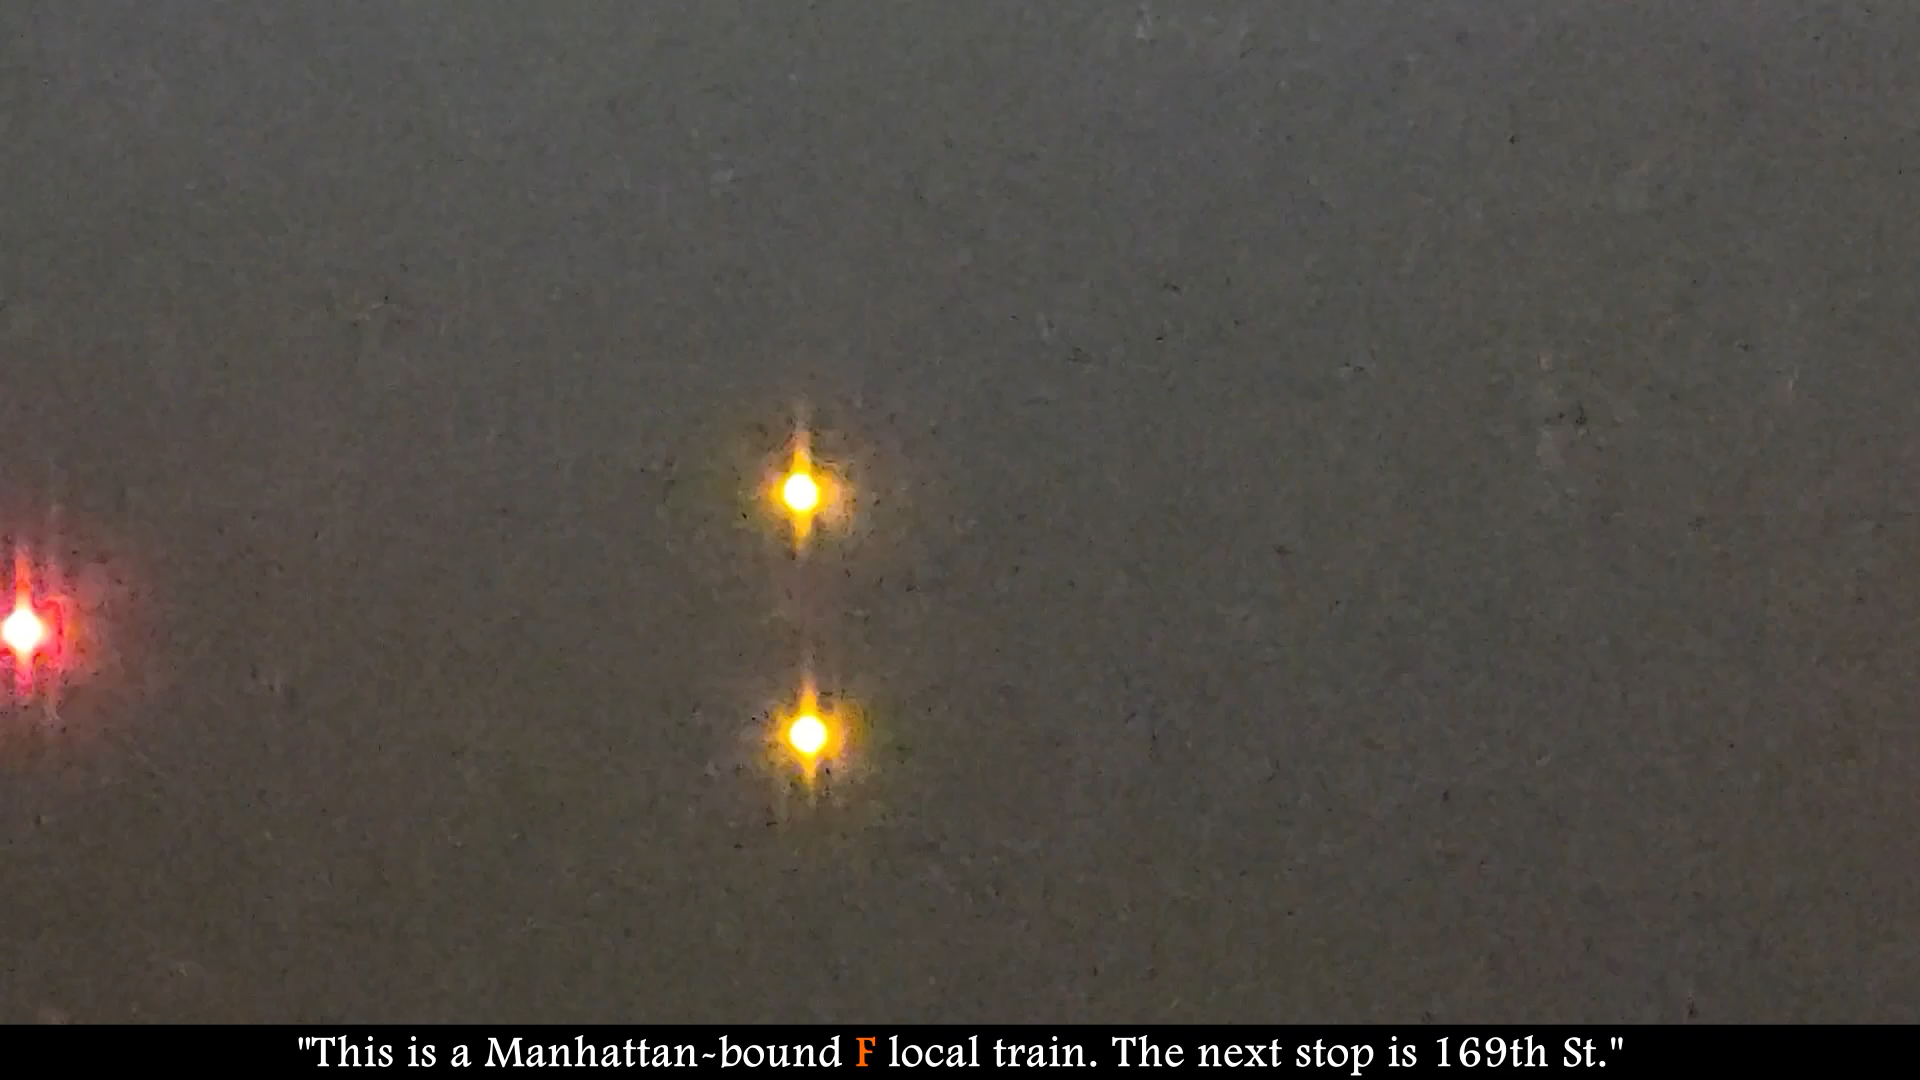 "This is a Manhattan-bound F local train. The next stop is 169th St."